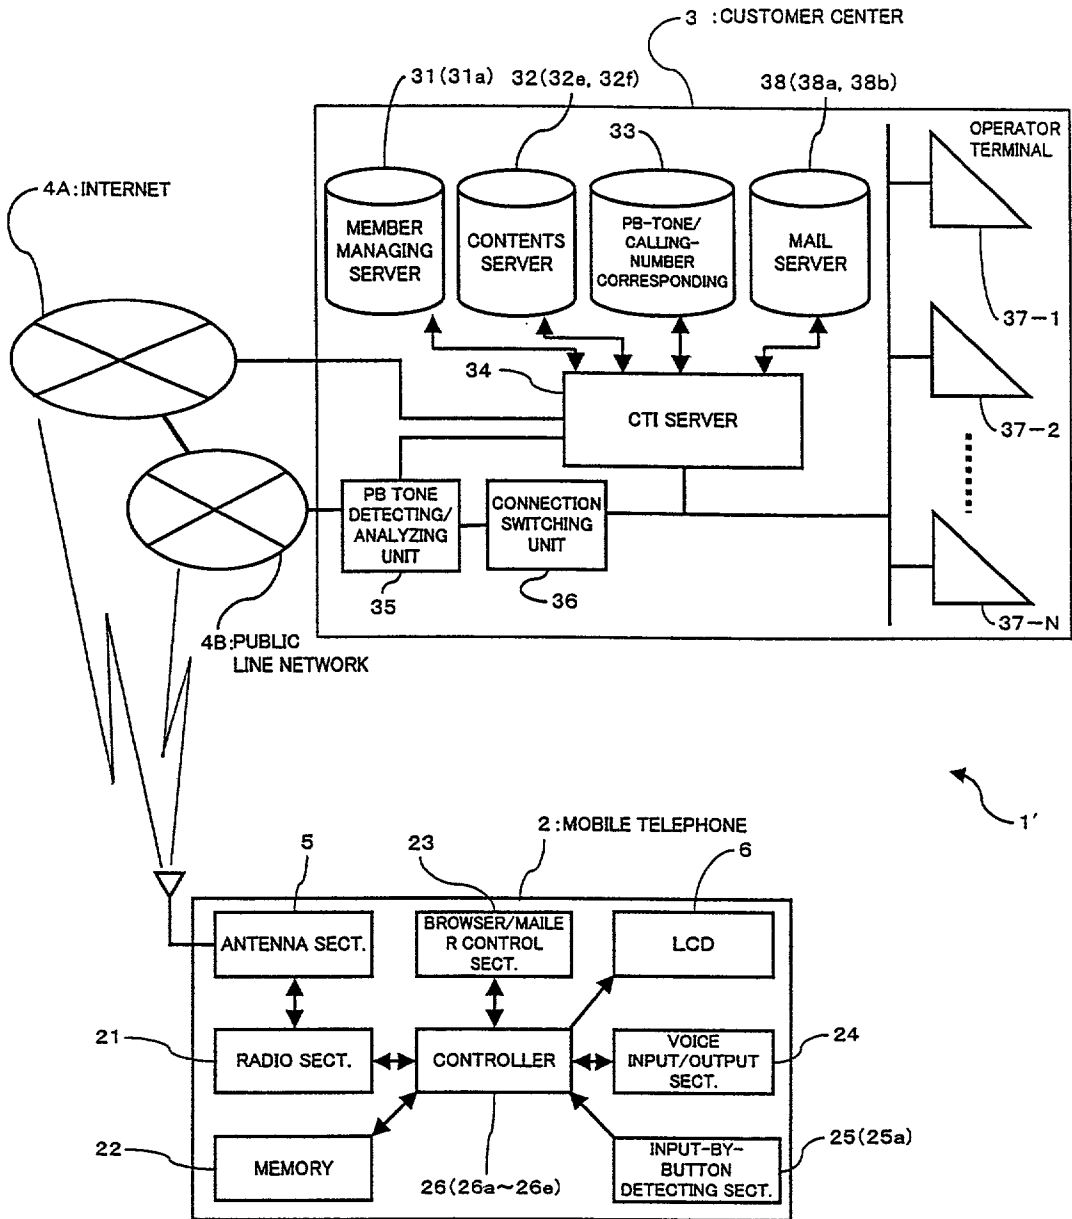 3 :CUSTOMER CENTER
31(31a)
32(32e, 32f)
33
38(38a, 38b)
OPERATOR
TERMINAL
4A:INTERNET
MEMBER
MANAGING
SERVER
CONTENTS
SERVER
PB-TONE/
CALLING-
NUMBER
CORRESPONDING
MAIL
SERVER
37-1
34
CTI SERVER
37-2
PB TONE
DETECTING/
ANALYZING
UNIT
CONNECTION
SWITCHING
UNIT
35
36
37-N
4B:PUBLIC
LINE NETWORK
1'
2 :MOBILE TELEPHONE
5
23
6
ANTENNA SECT.
BROWSER/MAILE
R CONTROL
SECT.
LCD
21
RADIO SECT.
CONTROLLER
VOICE
INPUT/OUTPUT
SECT.
24
22
MEMORY
26(26a~26e)
INPUT-BY-
BUTTON
DETECTING SECT.
25(25a)